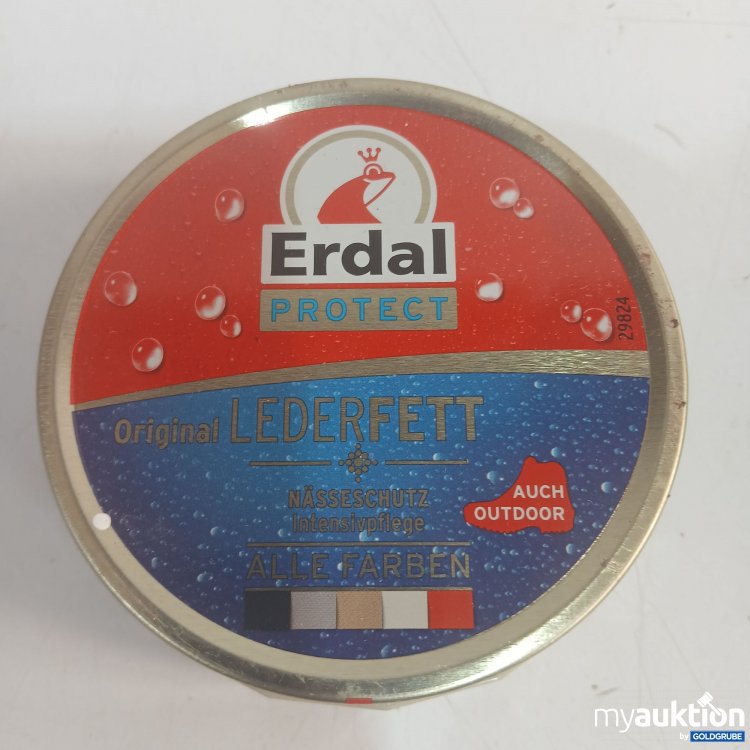 Erdal
PROTECT
29824
Original LEDERFETT
NÄSSESCHUTZ
Intensivpflege
AUCH
OUTDOOR
ALLE FARBEN
myauktion
by GOLDGRUBE